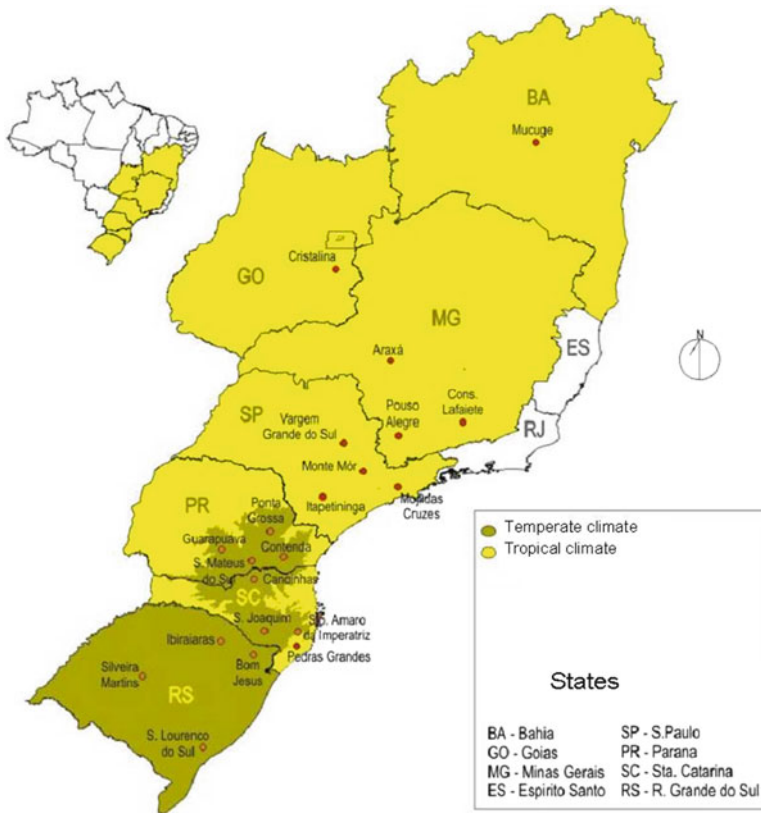 BA
Mucuge
Cristalina
GO
MG
Araxá
ES
N
Cons.
Lafaiete
Pouso
Alegre
SP
Vargem
Grande do Sul
RJ
Monte Mór
Itapetininga
Mojidas
Cruzes
PR
Ponta
Grossa
Guarapuava
Contenda
S. Mateus
do Sul
Canoinhas
SC
S. Joaquim
Sto. Amaro
da Imperatriz
Ibiraiaras
Pedras Grandes
Bom
Jesus
Silveira
Martins
RS
S. Lourenco
do Sul
Temperate climate
Tropical climate
States
BA - Bahia
GO - Goias
MG - Minas Gerais
ES - Espirito Santo
SP - S.Paulo
PR - Parana
SC - Sta. Catarina
RS - R. Grande do Sul